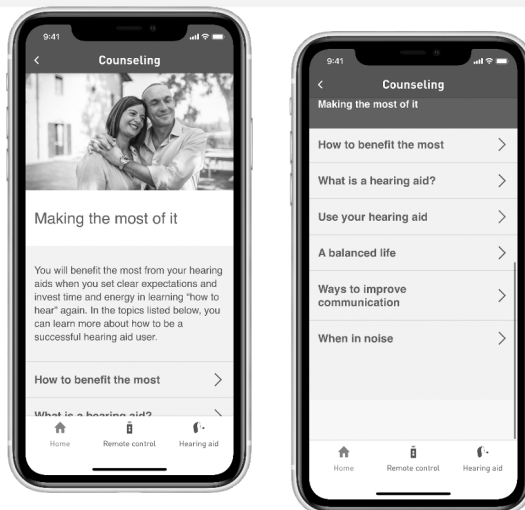 9:41
Counseling
Making the most of it
You will benefit the most from your hearing
aids when you set clear expectations and
invest time and energy in learning "how to
hear" again. In the topics listed below, you
can learn more about how to be a
successful hearing aid user.
How to benefit the most
What is a hearing aid?
Home Remote control Hearing aid
9:41
Counseling
Making the most of it
How to benefit the most
What is a hearing aid?
Use your hearing aid
A balanced life
Ways to improve
communication
When in noise
Home Remote control Hearing aid